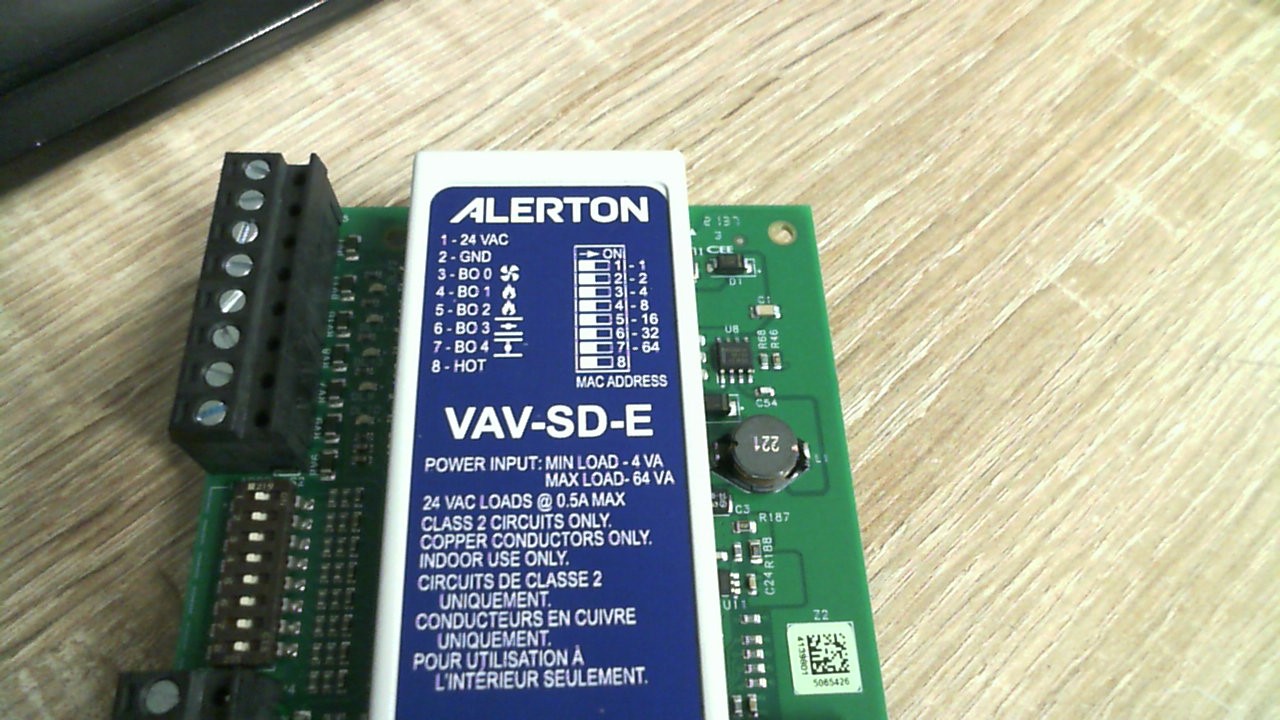 ALERTON
1 - 24 VAC
2 - GND
3 - BO 0
4 - BO 1
5 - BO 2
6 - BO 3
7 - BO 4
8 - HOT
ON
1 - 1
2 - 2
3 - 4
4 - 8
5 - 16
6 - 32
7 - 64
8
MAC ADDRESS
VAV-SD-E
POWER INPUT: MIN LOAD - 4 VA
MAX LOAD- 64 VA
24 VAC LOADS @ 0.5A MAX
CLASS 2 CIRCUITS ONLY.
COPPER CONDUCTORS ONLY.
INDOOR USE ONLY.
CIRCUITS DE CLASSE 2
UNIQUEMENT.
CONDUCTEURS EN CUIVRE
UNIQUEMENT.
POUR UTILISATION À
L'INTÉRIEUR SEULEMENT.
D1
U8
R68
R46
C54
221
C3
R187
R188
C24
Z2
4139801
5065426